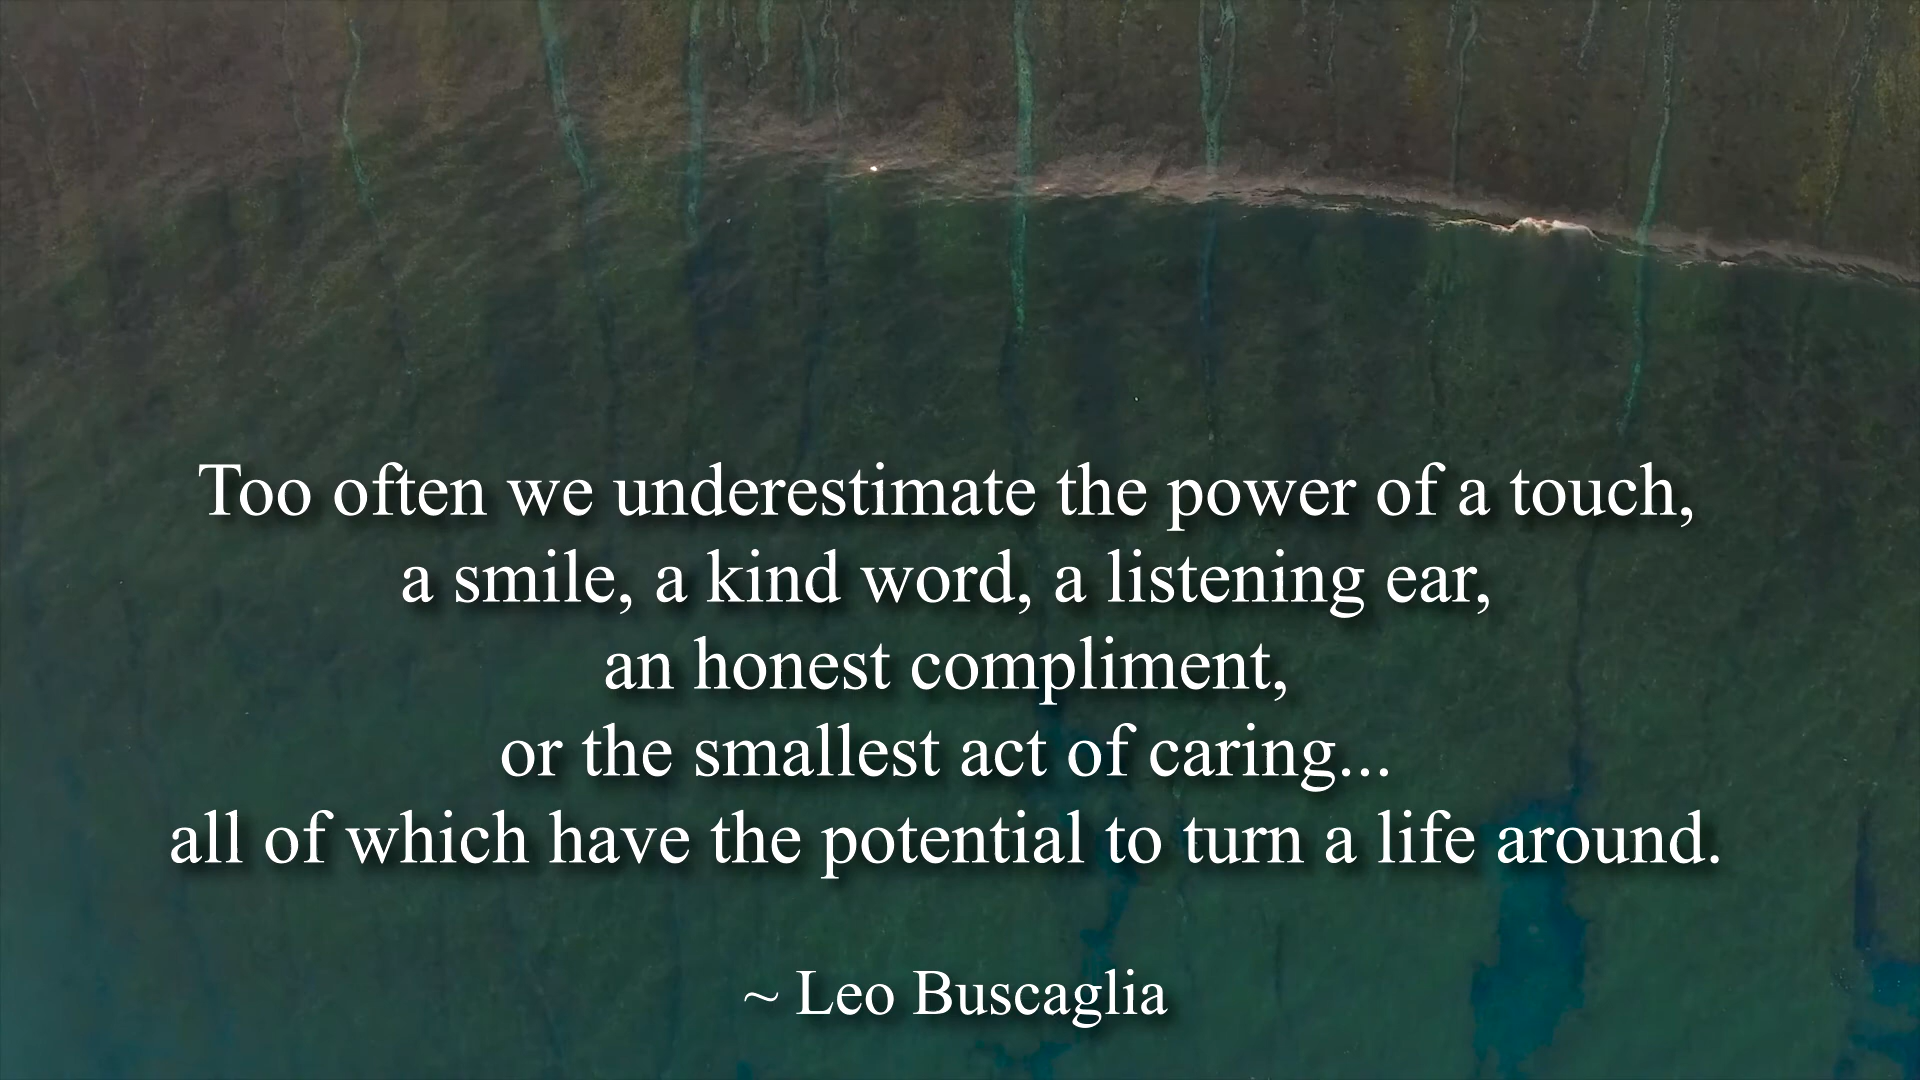 Too often we underestimate the power of a touch,
a smile, a kind word, a listening ear,
an honest compliment,
or the smallest act of caring...
all of which have the potential to turn a life around.
~ Leo Buscaglia